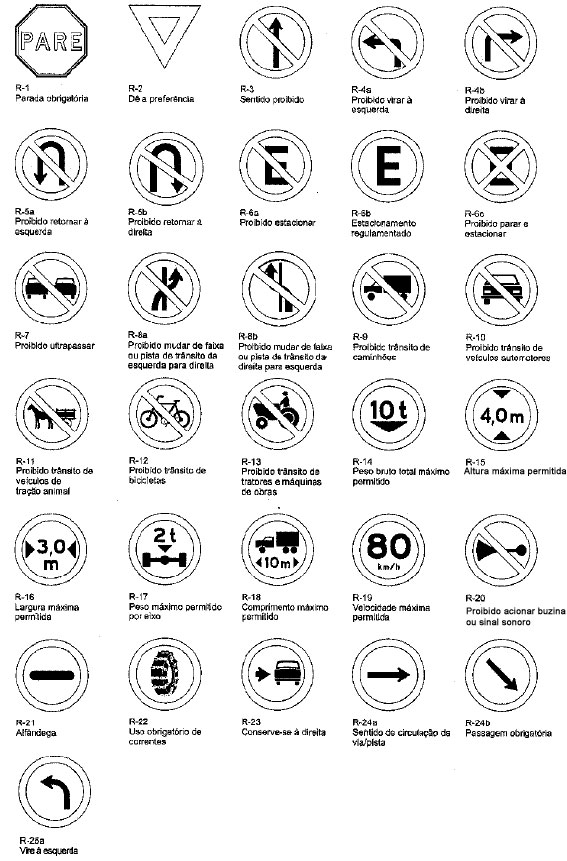 PARE
R-1
Parada obrigatória
R-2
Dê a preferência
R-3
Sentido proibido
R-4a
Proibido virar à
esquerda
R-4b
Proibido virar à
direita
R-5a
Proibido retornar à
esquerda
R-5b
Proibido retornar à
direita
E
R-6a
Proibido estacionar
E
R-6b
Estacionamento
regulamentado
R-6c
Proibido parar e
estacionar
R-7
Proibido ultrapassar
R-8a
Proibido mudar de faixa
ou pista de trânsito da
esquerda para direita
R-8b
Proibido mudar de faixa
ou pista de trânsito da
direita para esquerda
R-9
Proibido trânsito de
caminhões
R-10
Proibido trânsito de
veículos automotores
R-11
Proibido trânsito de
veículos de
tração animal
R-12
Proibido trânsito de
bicicletas
R-13
Proibido trânsito de
tratores e máquinas
de obras
10 t
R-14
Peso bruto total máximo
permitido
4,0 m
R-15
Altura máxima permitida
3,0
m
R-16
Largura máxima
permitida
2 t
R-17
Peso máximo permitido
por eixo
10 m
R-18
Comprimento máximo
permitido
80
km/h
R-19
Velocidade máxima
permitida
R-20
Proibido acionar buzina
ou sinal sonoro
R-21
Alfândega
R-22
Uso obrigatório de
correntes
R-23
Conserve-se à direita
R-24a
Sentido de circulação da
via/pista
R-24b
Passagem obrigatória
R-25a
Vire à esquerda